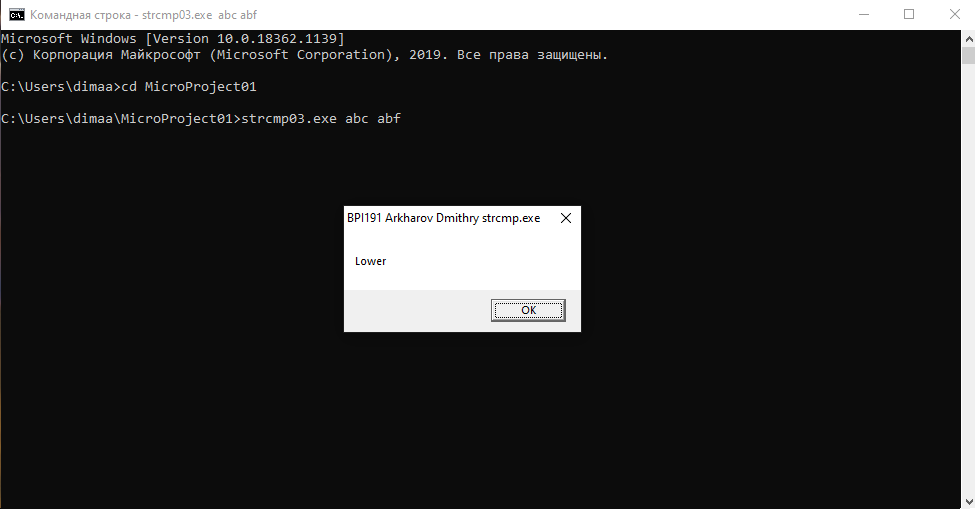 Командная строка - strcmp03.exe abc abf
Microsoft Windows [Version 10.0.18362.1139]
(c) Корпорация Майкрософт (Microsoft Corporation), 2019. Все права защищены.
C:\Users\dimaa>cd MicroProject01
C:\Users\dimaa\MicroProject01>strcmp03.exe abc abf
BPI191 Arkharov Dmithry strcmp.exe
Lower
OK